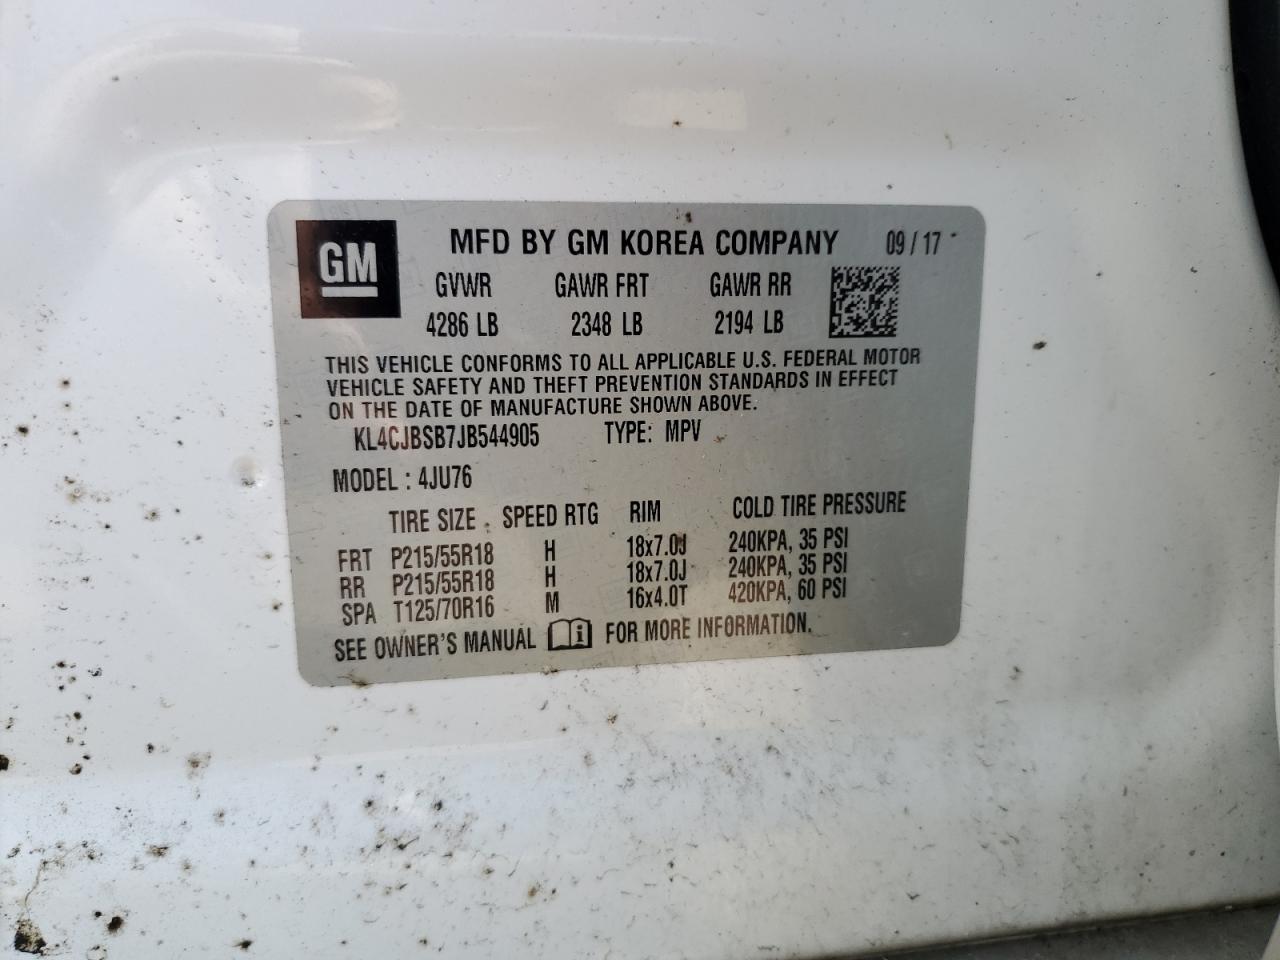 GM
MFD BY GM KOREA COMPANY 09 / 17
GVWR GAWR FRT GAWR RR
4286 LB 2348 LB 2194 LB
THIS VEHICLE CONFORMS TO ALL APPLICABLE U.S. FEDERAL MOTOR
VEHICLE SAFETY AND THEFT PREVENTION STANDARDS IN EFFECT
ON THE DATE OF MANUFACTURE SHOWN ABOVE.
KL4CJBSB7JB544905 TYPE: MPV
MODEL : 4JU76
TIRE SIZE SPEED RTG RIM COLD TIRE PRESSURE
FRT P215/55R18 H 18x7.0J 240KPA, 35 PSI
RR P215/55R18 H 18x7.0J 240KPA, 35 PSI
SPA T125/70R16 M 16x4.0T 420KPA, 60 PSI
SEE OWNER'S MANUAL i FOR MORE INFORMATION.